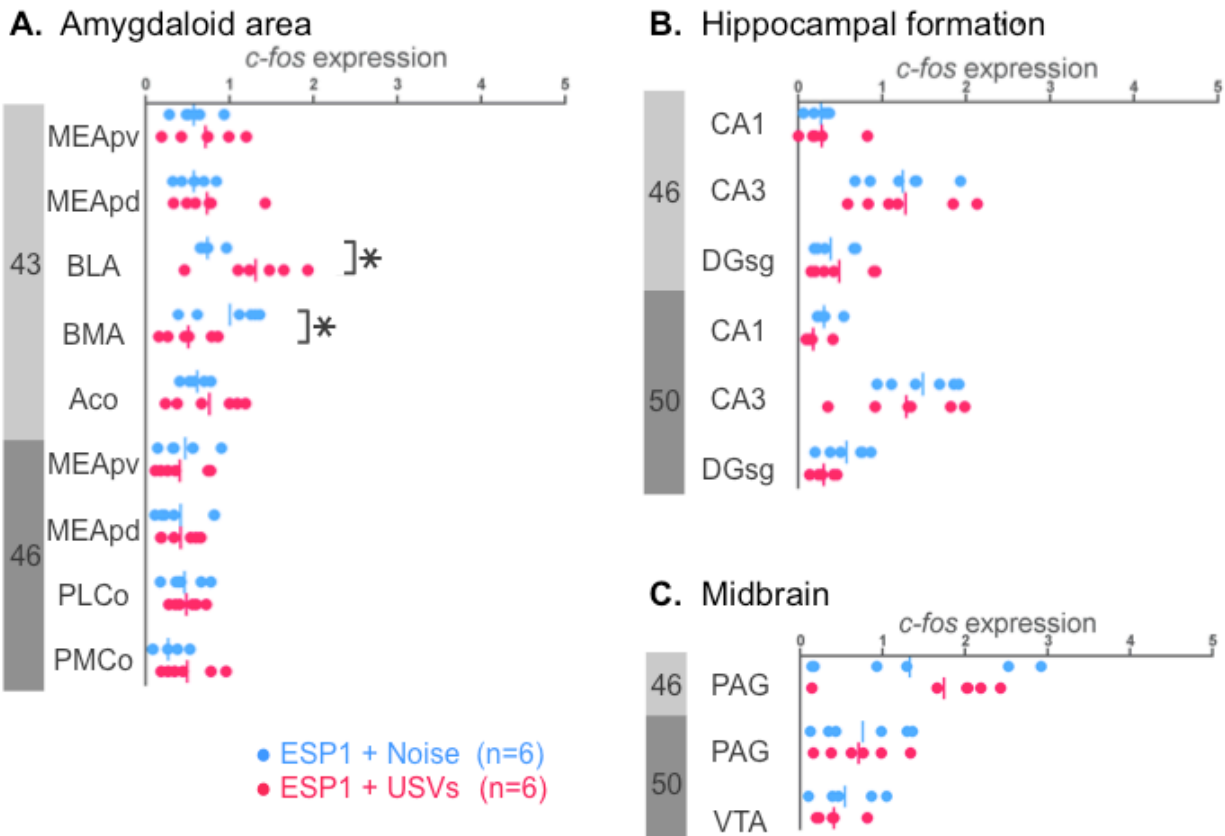 A. Amygdaloid area
c-fos expression
0 1 2 3 4 5
43
MEApv
MEApd
BLA *
BMA *
Aco
46
MEApv
MEApd
PLCo
PMCo
ESP1 + Noise (n=6)
ESP1 + USVs (n=6)
B. Hippocampal formation
c-fos expression
0 1 2 3 4 5
46
CA1
CA3
DGsg
50
CA1
CA3
DGsg
C. Midbrain
c-fos expression
0 1 2 3 4 5
46
PAG
50
PAG
VTA